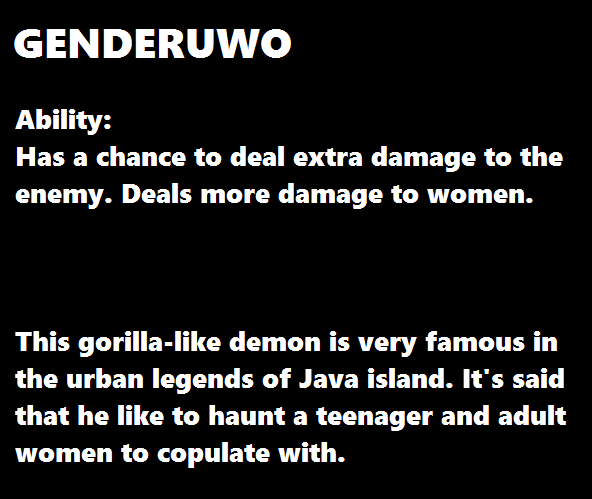 GENDERUWO
Ability:
Has a chance to deal extra damage to the
enemy. Deals more damage to women.
This gorilla-like demon is very famous in
the urban legends of Java island. It's said
that he like to haunt a teenager and adult
women to copulate with.